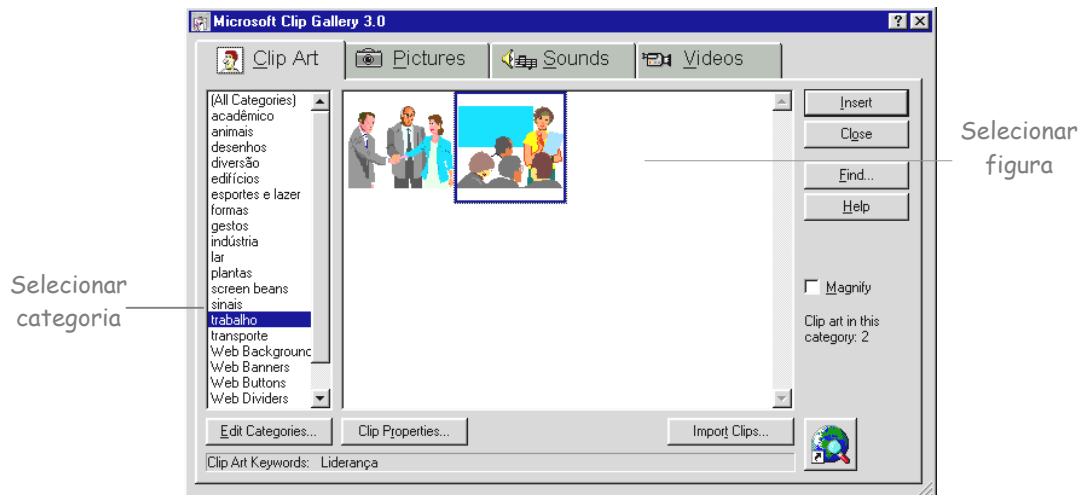 Microsoft Clip Gallery 3.0
Clip Art
Pictures
Sounds
Videos
(All Categories)
acadêmico
animais
desenhos
diversão
edifícios
esportes e lazer
formas
gestos
indústria
lar
plantas
screen beans
sinais
trabalho
transporte
Web Backgrounc
Web Banners
Web Buttons
Web Dividers
Insert
Close
Find...
Help
Magnify
Clip art in this
category: 2
Edit Categories...
Clip Properties...
Import Clips...
Clip Art Keywords: Liderança
Selecionar
categoria
Selecionar
figura